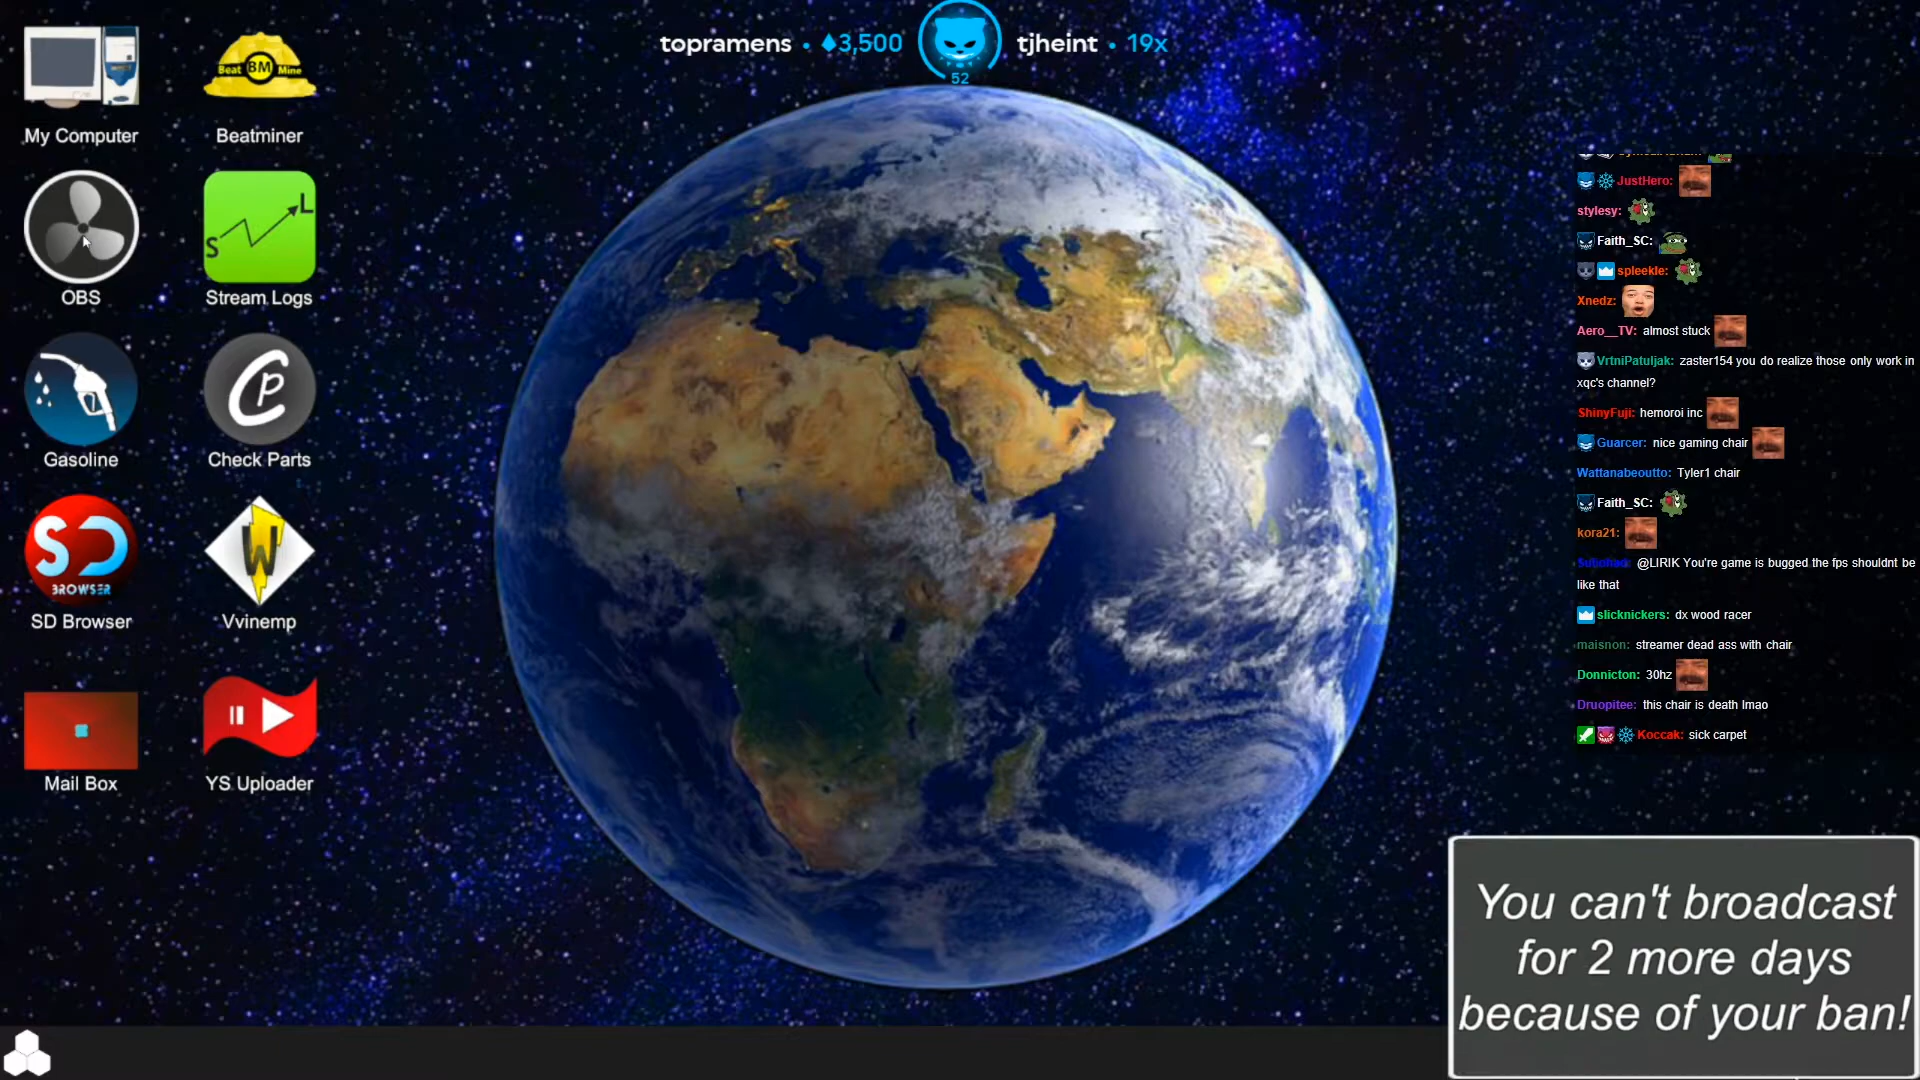 topramens • 3,500
52
tjheint • 19x
My Computer
Beat BM Mine
Beatminer
OBS
S L
Stream Logs
Gasoline
CP
Check Parts
SD
BROWSER
SD Browser
W
Vvinemp
Mail Box
YS Uploader
JustHero:
stylesy:
Faith_SC:
spleekle:
Xnedz:
Aero__TV: almost stuck
VrtniPatuljak: zaster154 you do realize those only work in
xqc's channel?
ShinyFuji: hemoroi inc
Guarcer: nice gaming chair
Wattanabeoutto: Tyler1 chair
Faith_SC:
kora21:
@LIRIK You're game is bugged the fps shouldnt be
like that
slicknickers: dx wood racer
maisnon: streamer dead ass with chair
Donnicton: 30hz
Druopitee: this chair is death lmao
Koccak: sick carpet
You can't broadcast
for 2 more days
because of your ban!